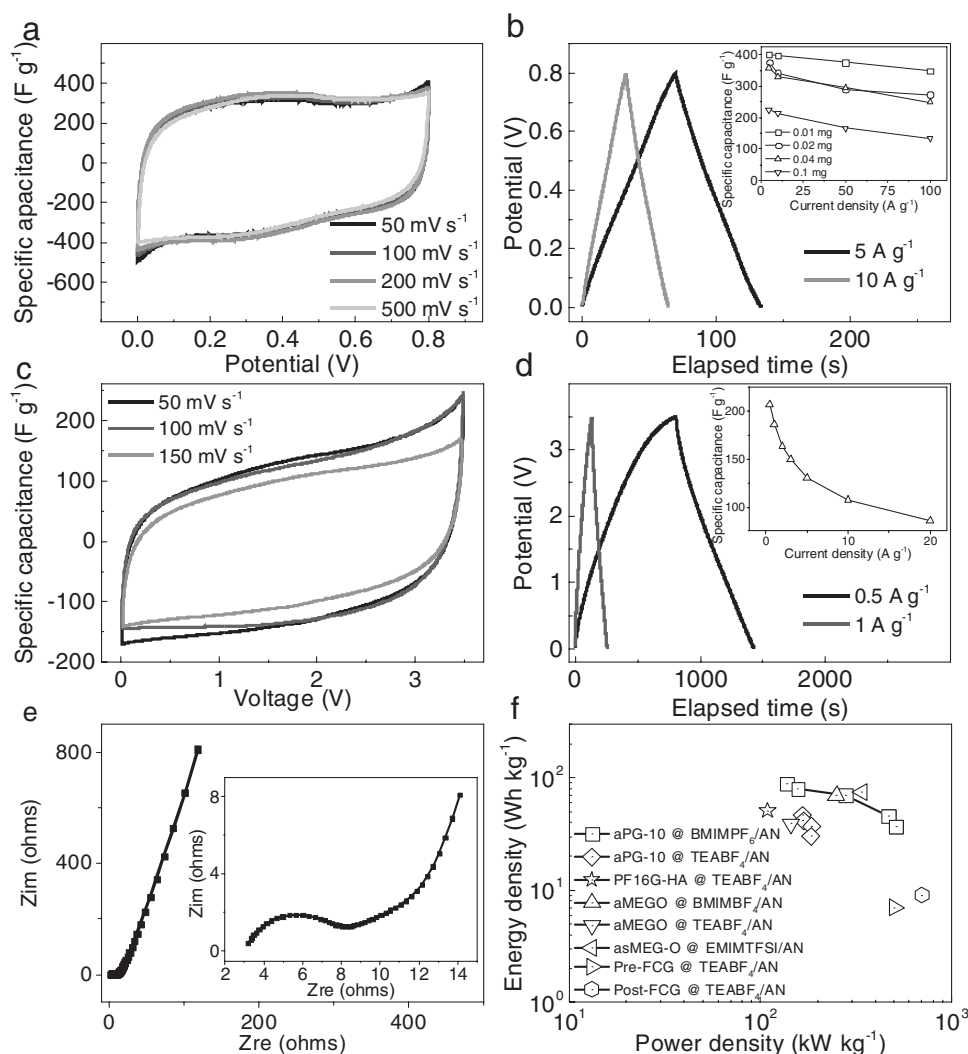 a
Specific capacitance (F g⁻¹)
400
200
0
-200
-400
-600
50 mV s⁻¹
100 mV s⁻¹
200 mV s⁻¹
500 mV s⁻¹
0.0 0.2 0.4 0.6 0.8
Potential (V)
b
Potential (V)
0.8
0.6
0.4
0.2
0.0
Specific capacitance (F g⁻¹)
400
300
200
100
0
0.01 mg
0.02 mg
0.04 mg
0.1 mg
0 25 50 75 100
Current density (A g⁻¹)
5 A g⁻¹
10 A g⁻¹
0 100 200
Elapsed time (s)
c
Specific capacitance (F g⁻¹)
200
100
0
-100
-200
50 mV s⁻¹
100 mV s⁻¹
150 mV s⁻¹
0 1 2 3
Voltage (V)
d
Potential (V)
3
2
1
0
Specific capacitance (F g⁻¹)
200
150
100
0 10 20
Current density (A g⁻¹)
0.5 A g⁻¹
1 A g⁻¹
0 1000 2000
Elapsed time (s)
e
Zim (ohms)
800
400
0
Zim (ohms)
8
4
0
2 4 6 8 10 12 14
Zre (ohms)
0 200 400
Zre (ohms)
f
Energy density (Wh kg⁻¹)
10²
10¹
10⁰
aPG-10 @ BMIMPF₆/AN
aPG-10 @ TEABF₄/AN
PF16G-HA @ TEABF₄/AN
aMEGO @ BMIMBF₄/AN
aMEGO @ TEABF₄/AN
asMEG-O @ EMIMTFSI/AN
Pre-FCG @ TEABF₄/AN
Post-FCG @ TEABF₄/AN
10¹ 10² 10³
Power density (kW kg⁻¹)